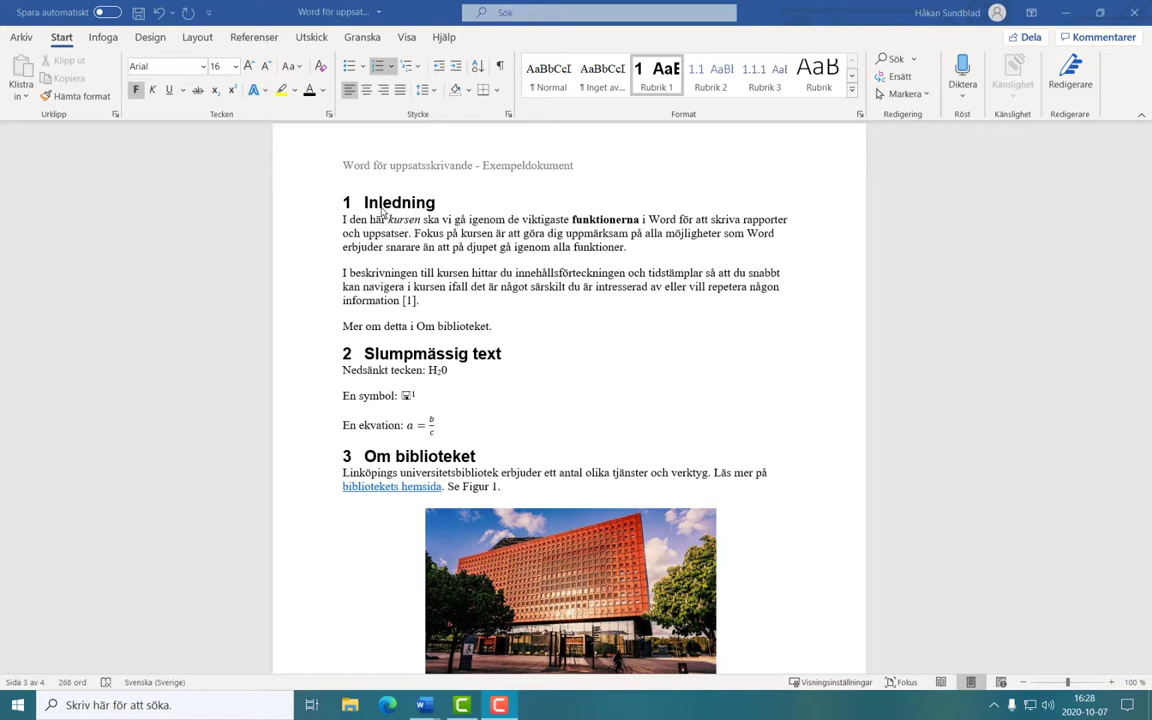 Spara automatiskt
Word för uppsat...
Sök
Håkan Sundblad
Arkiv Start Infoga Design Layout Referenser Utskick Granska Visa Hjälp
Dela Kommentarer
Klistra in
Klipp ut
Kopiera
Hämta format
Urklipp
Arial 16
Tecken
Stycke
AaBbCcI
¶ Normal
AaBbCcI
¶ Inget av...
1 AaE
Rubrik 1
1.1 AaBl
Rubrik 2
1.1.1 AaE
Rubrik 3
AaB
Rubrik
Format
Sök
Ersätt
Markera
Redigering
Diktera
Röst
Känslighet
Känslighet
Redigerare
Redigerare
Word för uppsatsskrivande - Exempeldokument
1 Inledning
I den här kursen ska vi gå igenom de viktigaste funktionerna i Word för att skriva rapporter
och uppsatser. Fokus på kursen är att göra dig uppmärksam på alla möjligheter som Word
erbjuder snarare än att på djupet gå igenom alla funktioner.
I beskrivningen till kursen hittar du innehållsförteckningen och tidstämplar så att du snabbt
kan navigera i kursen ifall det är något särskilt du är intresserad av eller vill repetera någon
information [1].
Mer om detta i Om biblioteket.
2 Slumpmässig text
Nedsänkt tecken: H₂0
En symbol: 🖫¹
En ekvation: a = b/c
3 Om biblioteket
Linköpings universitetsbibliotek erbjuder ett antal olika tjänster och verktyg. Läs mer på
bibliotekets hemsida. Se Figur 1.
Sida 3 av 4 268 ord Svenska (Sverige)
Visningsinställningar Fokus 100 %
Skriv här för att söka.
16:28
2020-10-07